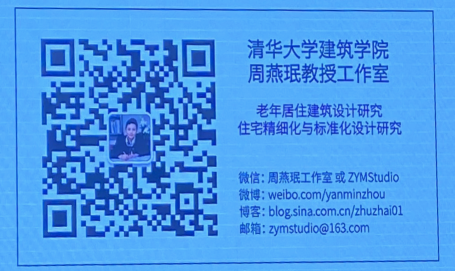 清华大学建筑学院
周燕珉教授工作室
老年居住建筑设计研究
住宅精细化与标准化设计研究
微信：周燕珉工作室 或 ZYMStudio
微博：weibo.com/yanminzhou
博客：blog.sina.com.cn/zhuzhai01
邮箱：zymstudio@163.com